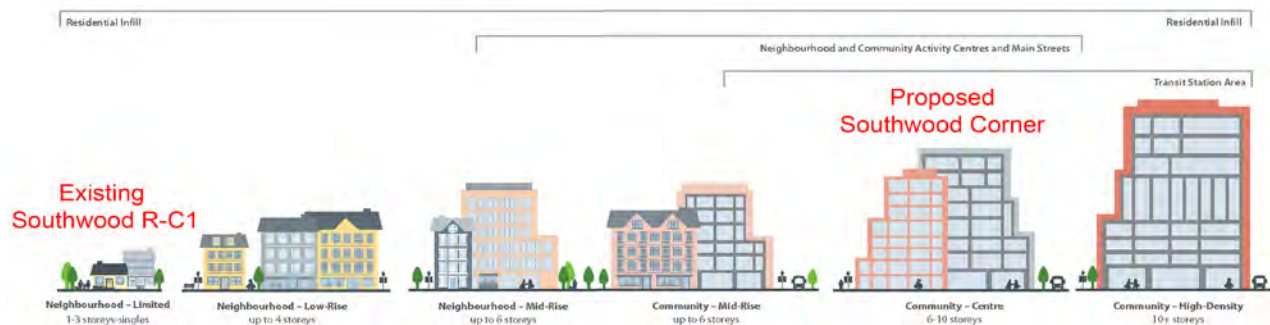 Residential Infill
Residential Infill
Neighbourhood and Community Activity Centres and Main Streets
Transit Station Area
Proposed
Southwood Corner
Existing
Southwood R-C1
Neighbourhood – Limited
1-3 storeys-singles
Neighbourhood – Low-Rise
up to 4 storeys
Neighbourhood – Mid-Rise
up to 6 storeys
Community – Mid-Rise
up to 6 storeys
Community – Centre
6-10 storeys
Community – High-Density
10+ storeys